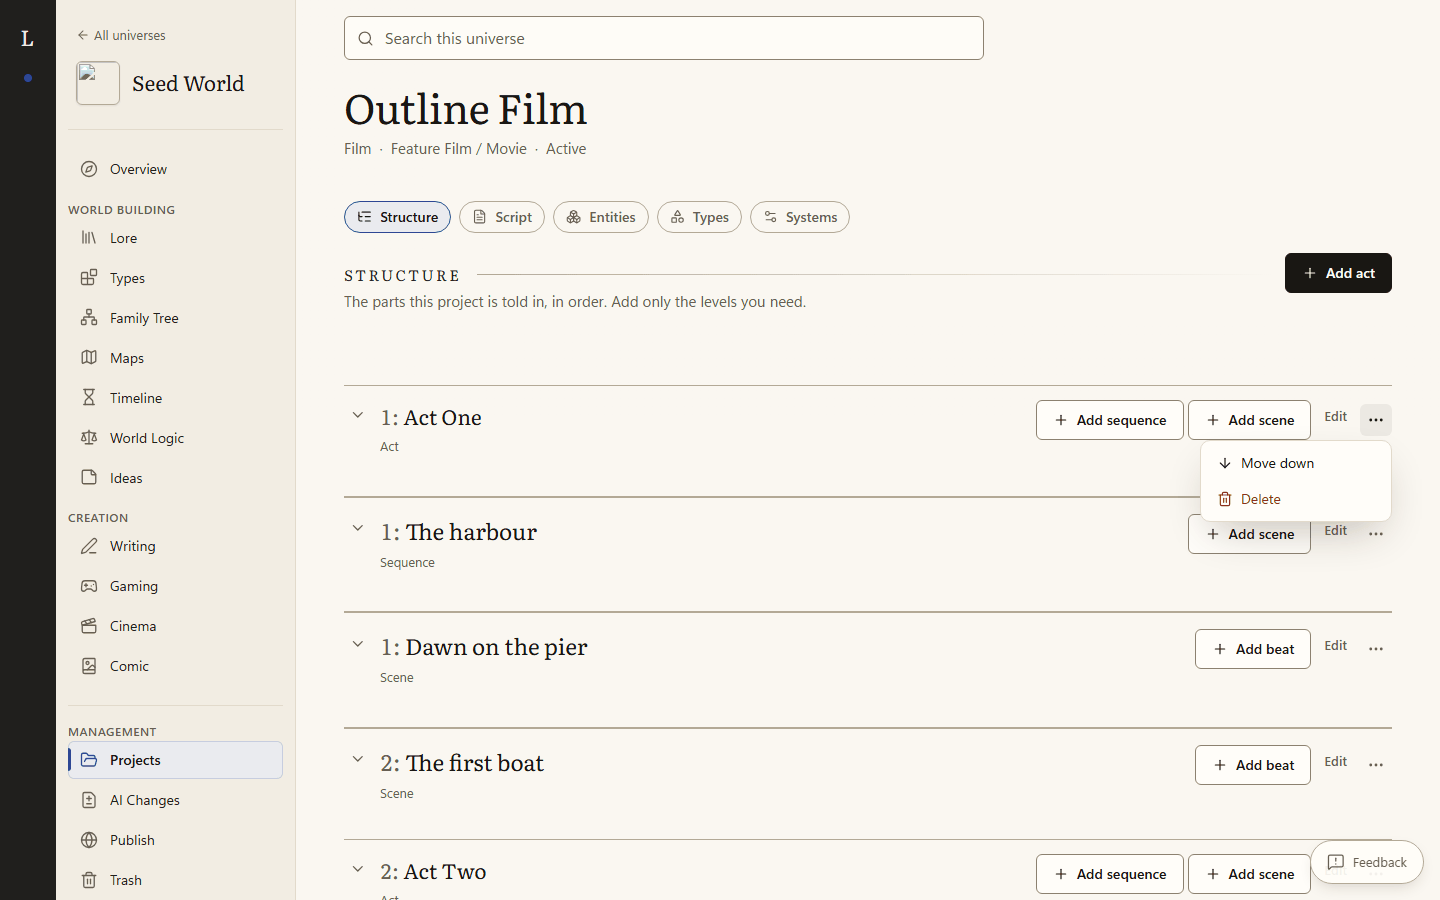 L
All universes
Seed World
Overview
WORLD BUILDING
Lore
Types
Family Tree
Maps
Timeline
World Logic
Ideas
CREATION
Writing
Gaming
Cinema
Comic
MANAGEMENT
Projects
AI Changes
Publish
Trash
Search this universe
Outline Film
Film · Feature Film / Movie · Active
Structure Script Entities Types Systems
STRUCTURE
Add act
The parts this project is told in, in order. Add only the levels you need.
1: Act One
Add sequence Add scene Edit
Act
Move down
Delete
1: The harbour
Add scene Edit
Sequence
1: Dawn on the pier
Add beat Edit
Scene
2: The first boat
Add beat Edit
Scene
2: Act Two
Add sequence Add scene
Feedback
Act